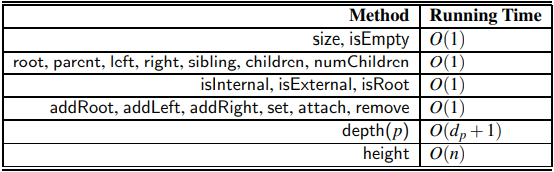 Method Running Time
size, isEmpty O(1)
root, parent, left, right, sibling, children, numChildren O(1)
isInternal, isExternal, isRoot O(1)
addRoot, addLeft, addRight, set, attach, remove O(1)
depth(p) O(dₚ + 1)
height O(n)